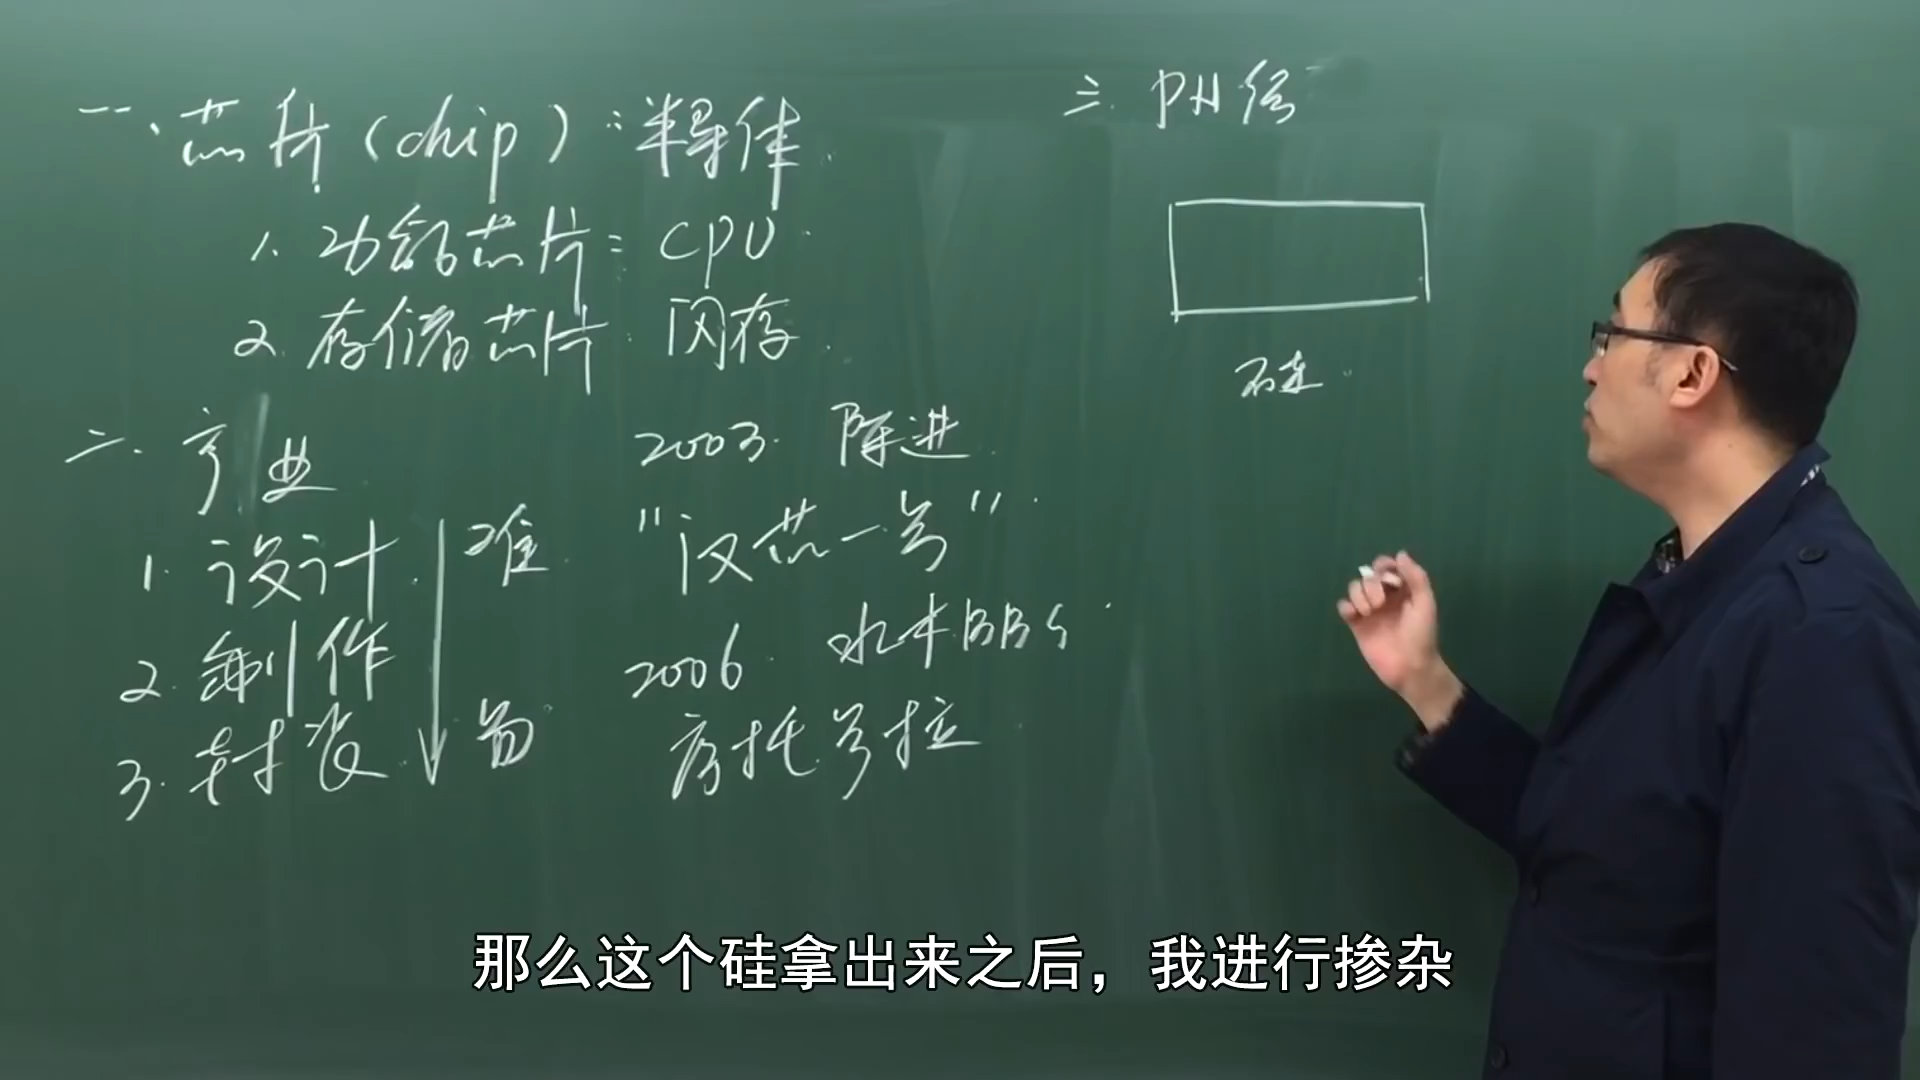 一、芯片(chip):半导体.
1. 功能芯片:CPU.
2. 存储芯片:闪存.
二、产业
1. 设计.
2. 制作
3. 封装.
难.
易
2003. 陈进.
"汉芯一号"
2006. 水木BBS
摩托罗拉
三. PN结
硅.
那么这个硅拿出来之后，我进行掺杂